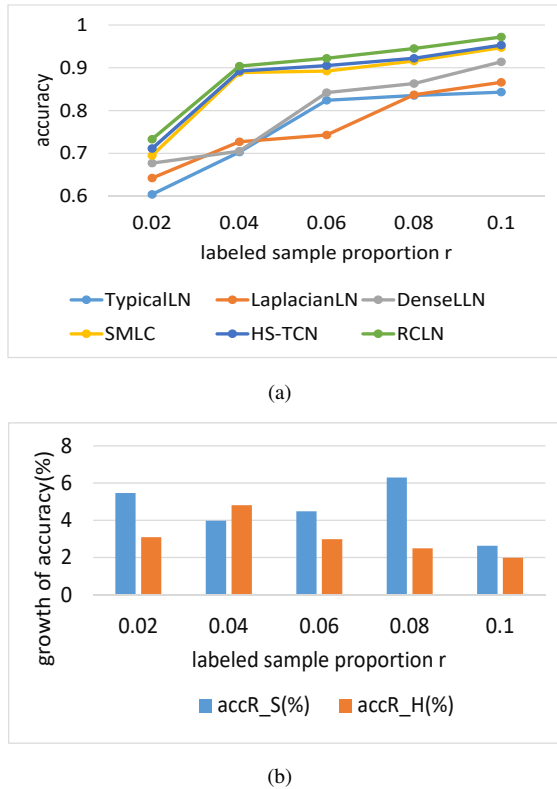 1
0.9
0.8
0.7
0.6
accuracy
0.02 0.04 0.06 0.08 0.1
labeled sample proportion r
TypicalLN LaplacianLN DenseLLN
SMLC HS-TCN RCLN
(a)
8
6
4
2
0
growth of accuracy(%)
0.02 0.04 0.06 0.08 0.1
labeled sample proportion r
accR_S(%) accR_H(%)
(b)